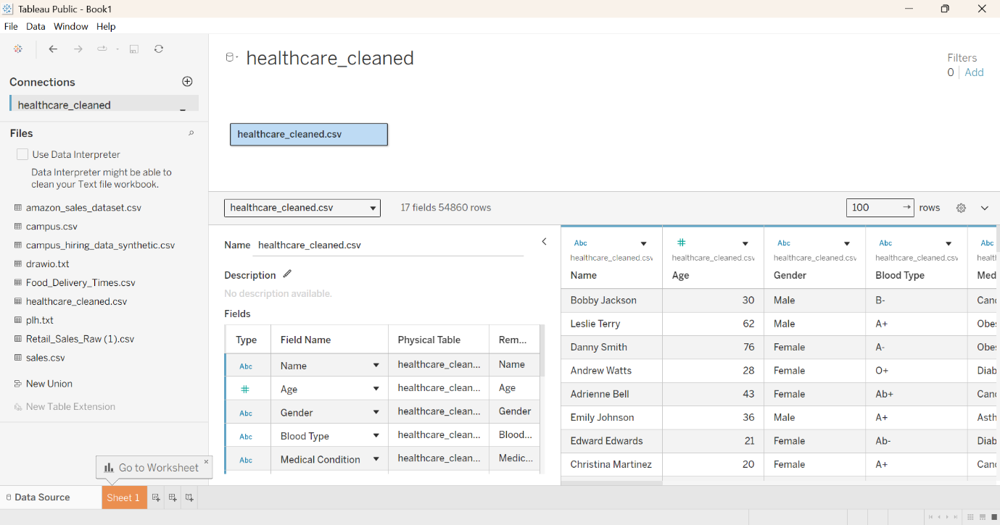 Tableau Public - Book1
File Data Window Help
Connections
healthcare_cleaned
Files
Use Data Interpreter
Data Interpreter might be able to
clean your Text file workbook.
amazon_sales_dataset.csv
campus.csv
campus_hiring_data_synthetic.csv
drawio.txt
Food_Delivery_Times.csv
healthcare_cleaned.csv
plh.txt
Retail_Sales_Raw (1).csv
sales.csv
New Union
New Table Extension
Go to Worksheet
healthcare_cleaned
Filters
0 Add
healthcare_cleaned.csv
healthcare_cleaned.csv 17 fields 54860 rows 100 rows
Name healthcare_cleaned.csv
Description
No description available.
Fields
Type Field Name Physical Table Rem...
Abc Name healthcare_clean... Name
# Age healthcare_clean... Age
Abc Gender healthcare_clean... Gender
Abc Blood Type healthcare_clean... Blood...
Abc Medical Condition healthcare_clean... Medic...
Abc # Abc Abc Abc
healthcare_cleaned.csv healthcare_cleaned.csv healthcare_cleaned.csv healthcare_cleaned.csv healtl
Name Age Gender Blood Type Med
Bobby Jackson 30 Male B- Canc
Leslie Terry 62 Male A+ Obes
Danny Smith 76 Female A- Obes
Andrew Watts 28 Female O+ Diab
Adrienne Bell 43 Female Ab+ Canc
Emily Johnson 36 Male A+ Asth
Edward Edwards 21 Female Ab- Diab
Christina Martinez 20 Female A+ Canc
Data Source Sheet 1